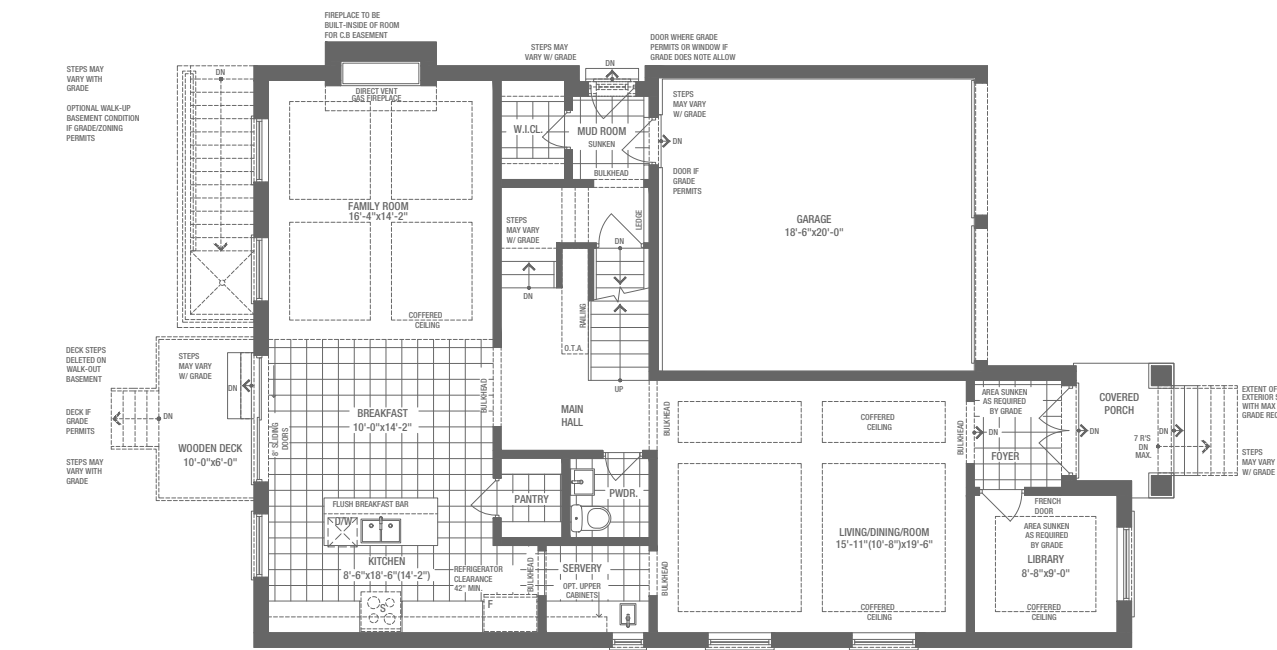 FIREPLACE TO BE
BUILT-INSIDE OF ROOM
FOR C.B EASEMENT
STEPS MAY
VARY W/ GRADE
DOOR WHERE GRADE
PERMITS OR WINDOW IF
GRADE DOES NOTE ALLOW
STEPS MAY
VARY WITH
GRADE
OPTIONAL WALK-UP
BASEMENT CONDITION
IF GRADE/ZONING
PERMITS
DN
DIRECT VENT
GAS FIREPLACE
FAMILY ROOM
16'-4"x14'-2"
COFFERED
CEILING
W.I.CL.
DN
MUD ROOM
SUNKEN
BULKHEAD
STEPS
MAY VARY
W/ GRADE
DN
DOOR IF
GRADE
PERMITS
GARAGE
18'-6"x20'-0"
STEPS
MAY VARY
W/ GRADE
DN
LEDGE
DN
RAILING
O.T.A.
UP
DECK STEPS
DELETED ON
WALK-OUT
BASEMENT
DECK IF
GRADE
PERMITS
STEPS MAY
VARY WITH
GRADE
STEPS
MAY VARY
W/ GRADE
DN
DN
WOODEN DECK
10'-0"x6'-0"
8' SLIDING
DOORS
BREAKFAST
10'-0"x14'-2"
BULKHEAD
MAIN
HALL
BULKHEAD
COFFERED
CEILING
BULKHEAD
AREA SUNKEN
AS REQUIRED
BY GRADE
DN
FOYER
COVERED
PORCH
DN
DN
7 R'S
DN
MAX.
EXTENT OF
EXTERIOR S
WITH MAX
GRADE REQ
STEPS
MAY VARY
W/ GRADE
PANTRY
PWDR.
FLUSH BREAKFAST BAR
D/W
KITCHEN
8'-6"x18'-6"(14'-2")
S
REFRIGERATOR
CLEARANCE
42" MIN.
F
BULKHEAD
SERVERY
OPT. UPPER
CABINETS
BULKHEAD
LIVING/DINING/ROOM
15'-11"(10'-8")x19'-6"
COFFERED
CEILING
FRENCH
DOOR
AREA SUNKEN
AS REQUIRED
BY GRADE
LIBRARY
8'-8"x9'-0"
COFFERED
CEILING